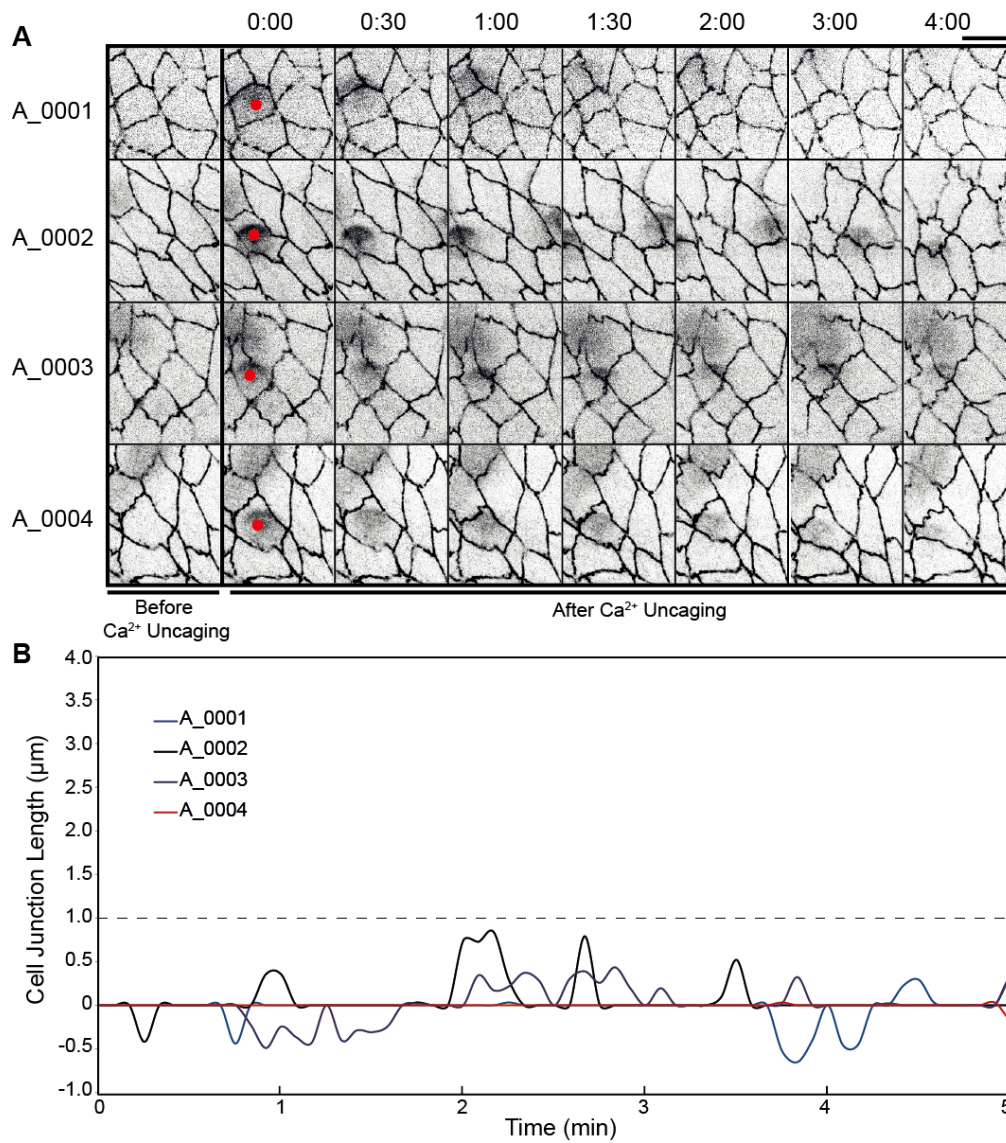 A
0:00 0:30 1:00 1:30 2:00 3:00 4:00
A_0001
A_0002
A_0003
A_0004
Before
Ca²⁺ Uncaging
After Ca²⁺ Uncaging
B
Cell Junction Length (µm)
4.0
3.5
3.0
2.5
2.0
1.5
1.0
0.5
0
-0.5
-1.0
A_0001
A_0002
A_0003
A_0004
0 1 2 3 4 5
Time (min)